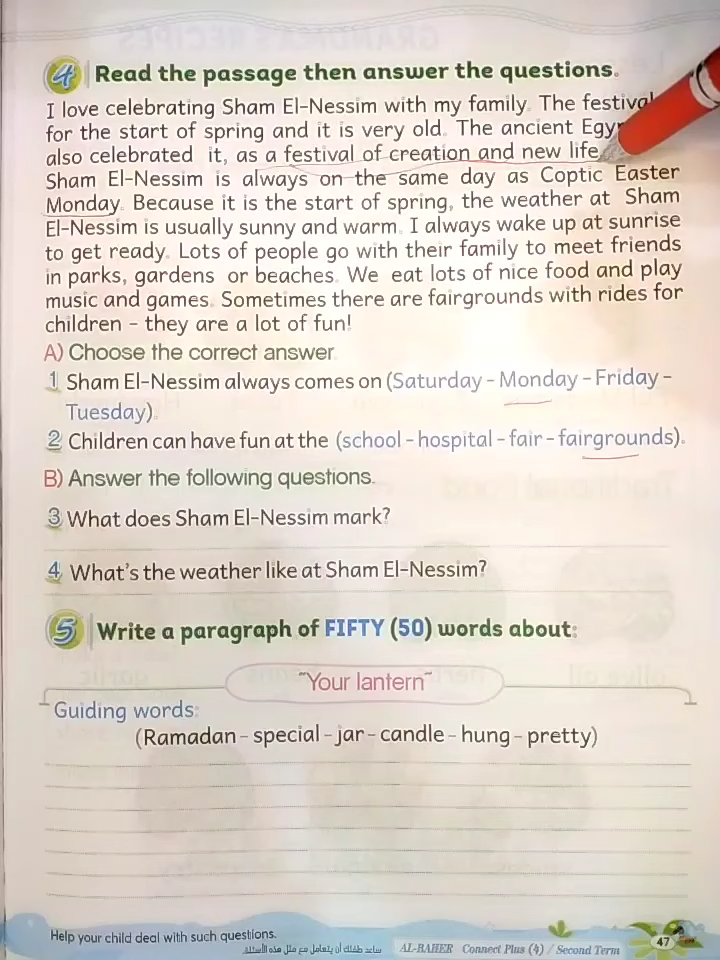 4 Read the passage then answer the questions.
I love celebrating Sham El-Nessim with my family. The festival
for the start of spring and it is very old. The ancient
also celebrated it, as a festival of creation and new life.
Sham El-Nessim is always on the same day as Coptic Easter
Monday. Because it is the start of spring, the weather at Sham
El-Nessim is usually sunny and warm. I always wake up at sunrise
to get ready. Lots of people go with their family to meet friends
in parks, gardens or beaches. We eat lots of nice food and play
music and games. Sometimes there are fairgrounds with rides for
children - they are a lot of fun!
A) Choose the correct answer.
1 Sham El-Nessim always comes on (Saturday - Monday - Friday -
Tuesday).
2 Children can have fun at the (school - hospital - fair - fairgrounds).
B) Answer the following questions.
3 What does Sham El-Nessim mark?
4 What's the weather like at Sham El-Nessim?
5 Write a paragraph of FIFTY (50) words about:
"Your lantern"
Guiding words:
(Ramadan - special - jar - candle - hung - pretty)
Help your child deal with such questions.
ساعد طفلك أن يتعامل مع مثل هذه الأسئلة.
AL-BAHER Connect Plus (4) / Second Term
47